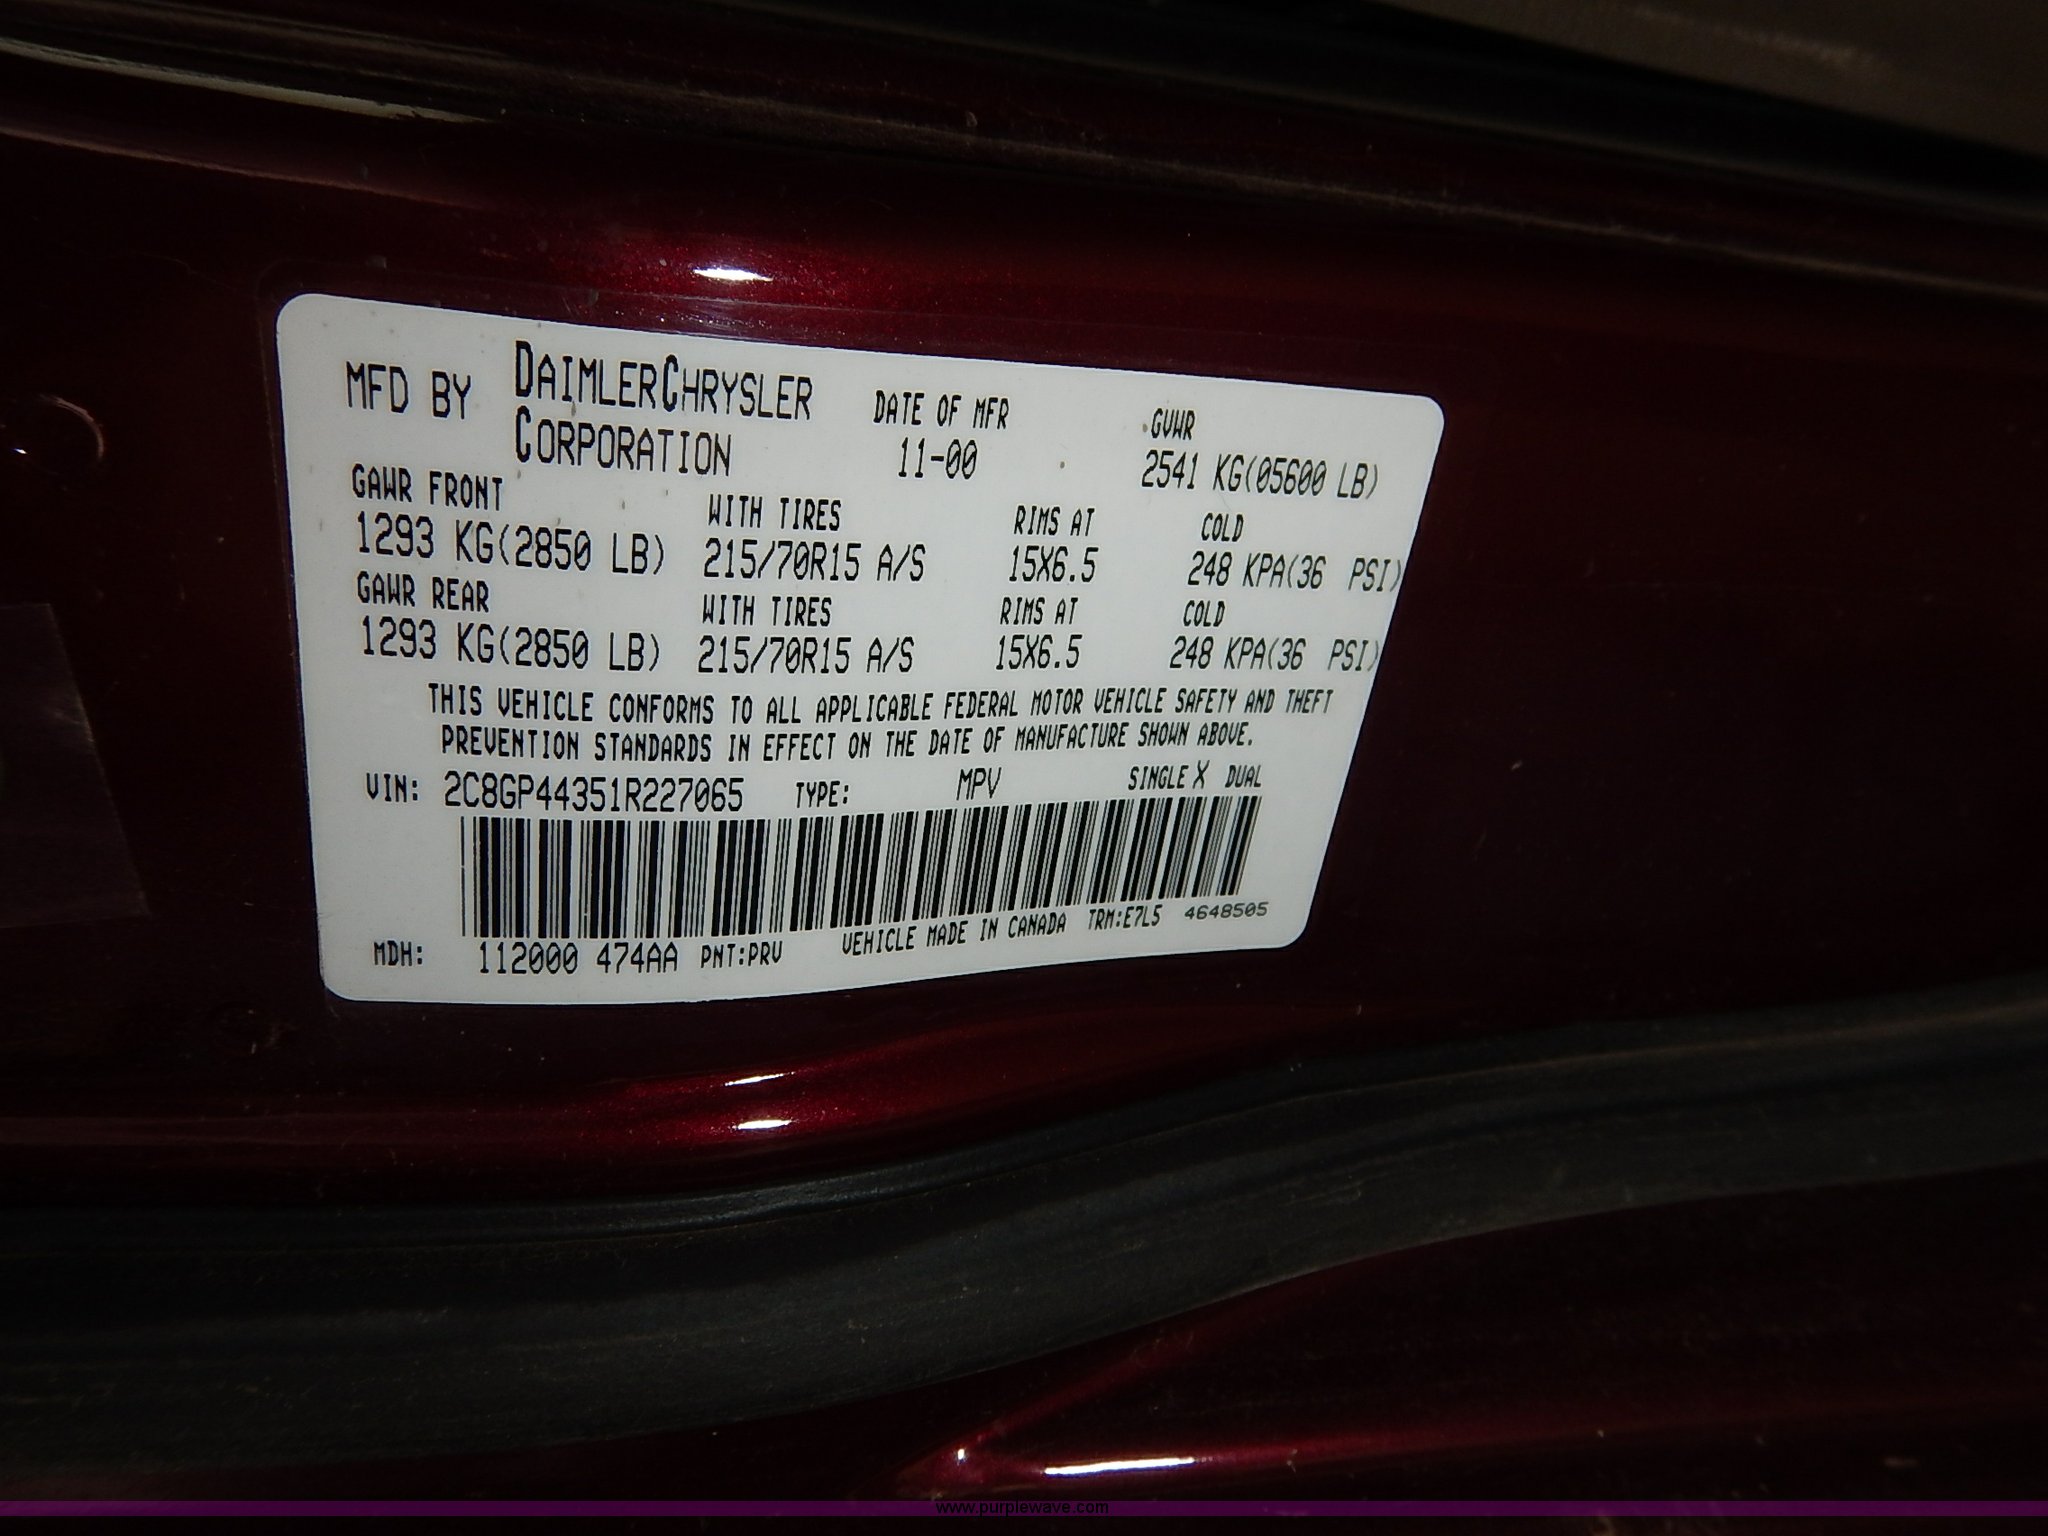 MFD BY DAIMLERCHRYSLER CORPORATION
DATE OF MFR
11-00
GVWR
2541 KG(05600 LB)
GAWR FRONT WITH TIRES RIMS AT COLD
1293 KG(2850 LB) 215/70R15 A/S 15X6.5 248 KPA(36 PSI)
GAWR REAR WITH TIRES RIMS AT COLD
1293 KG(2850 LB) 215/70R15 A/S 15X6.5 248 KPA(36 PSI)
THIS VEHICLE CONFORMS TO ALL APPLICABLE FEDERAL MOTOR VEHICLE SAFETY AND THEFT
PREVENTION STANDARDS IN EFFECT ON THE DATE OF MANUFACTURE SHOWN ABOVE.
VIN: 2C8GP44351R227065 TYPE: MPV SINGLE X DUAL
MDH: 112000 474AA PNT:PRV VEHICLE MADE IN CANADA TRM:E7L5 4648505
www.purplewave.com